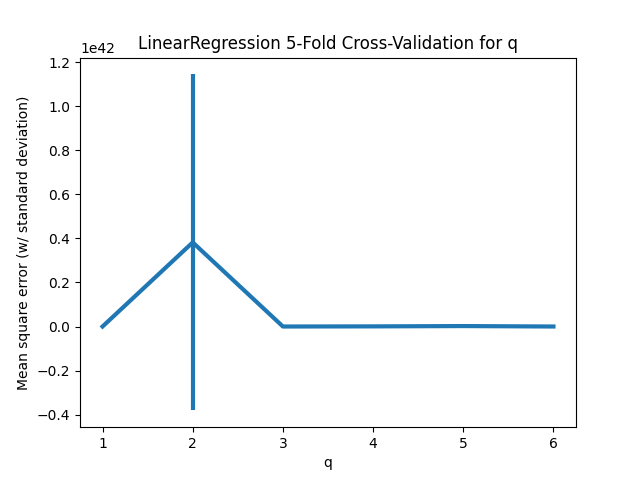 LinearRegression 5-Fold Cross-Validation for q
1e42
1.2
1.0
0.8
0.6
0.4
0.2
0.0
−0.2
−0.4
Mean square error (w/ standard deviation)
1 2 3 4 5 6
q